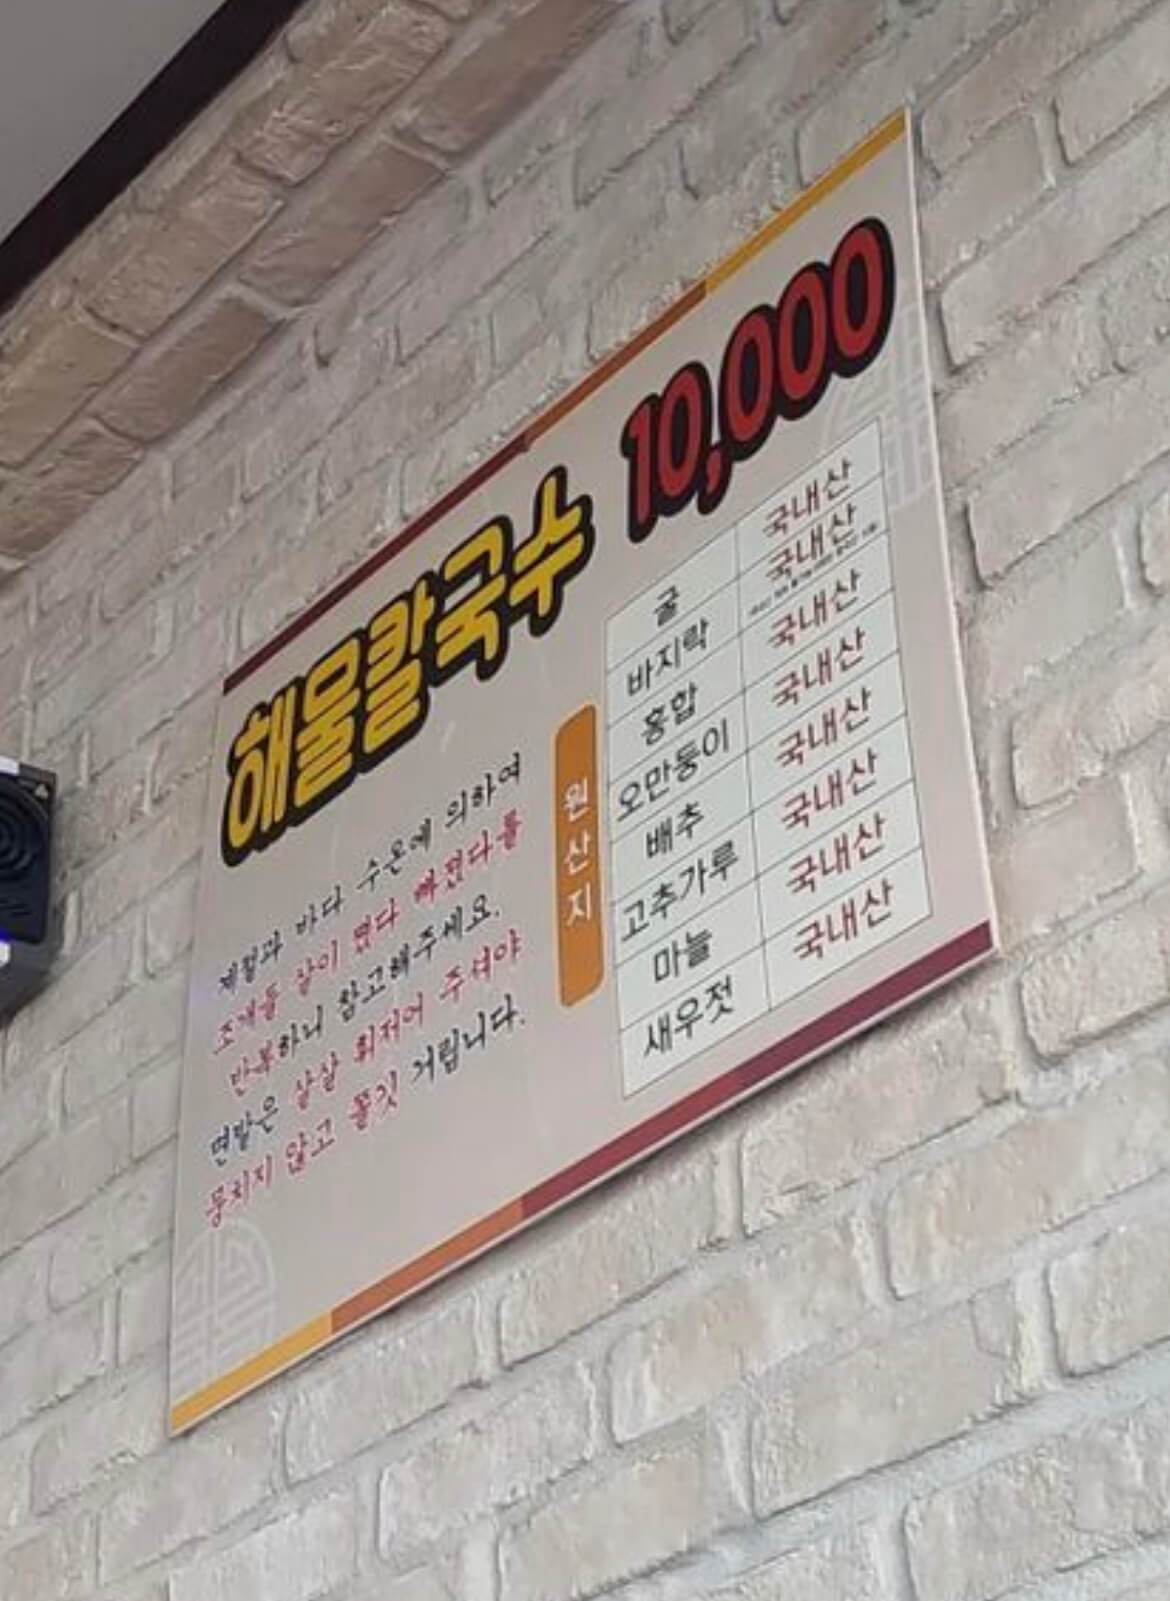 해물칼국수 10,000
계절과 바다 수온에 의하여
조개들 살이 쪘다 빠졌다를
반복하니 참고해주세요.
면발은 살살 휘저어 주셔야
뭉치지 않고 쫄깃 거립니다.
원산지
굴 국내산
바지락 국내산
홍합 국내산
오만둥이 국내산
배추 국내산
고추가루 국내산
마늘 국내산
새우젓 국내산